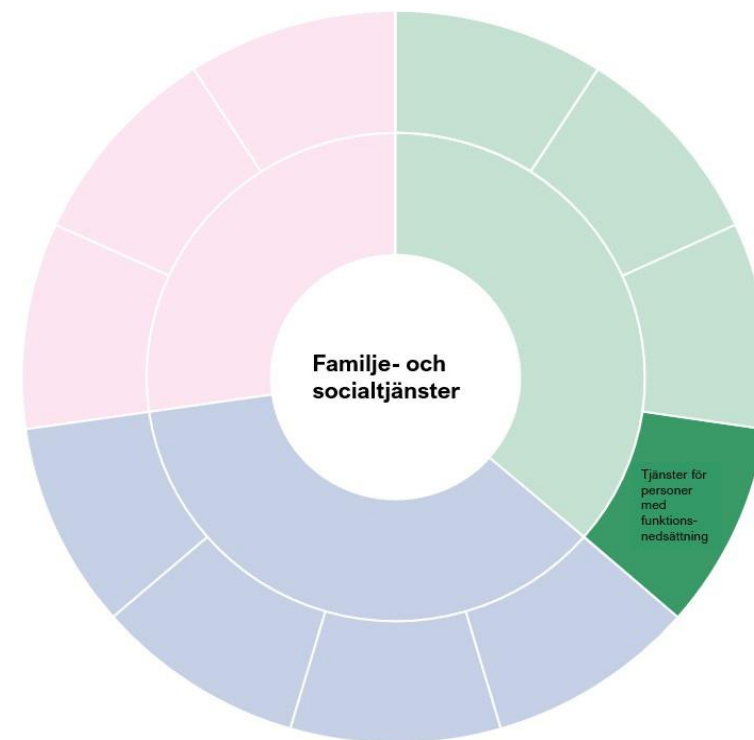 Familje- och
socialtjänster
Tjänster för
personer
med
funktions-
nedsättning